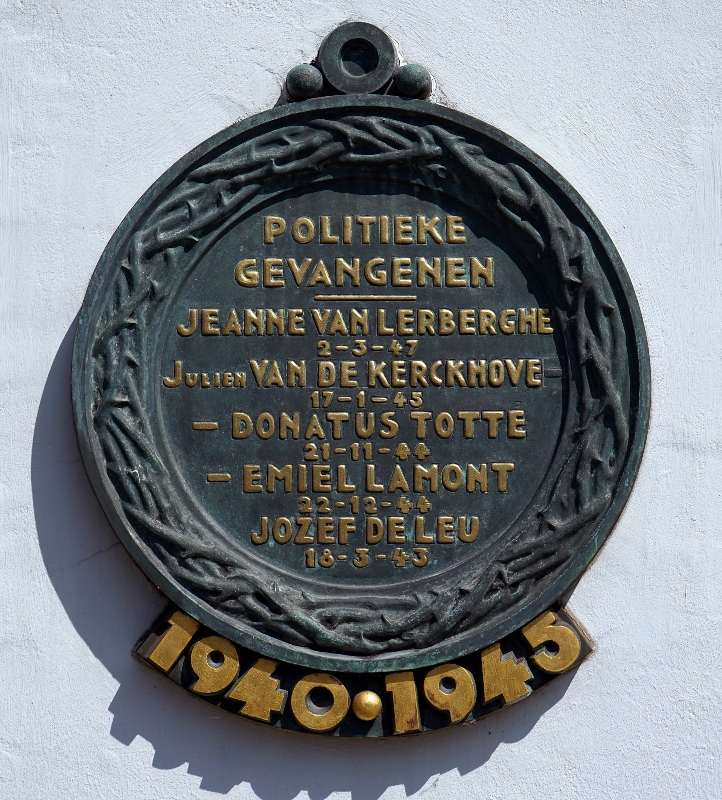 POLITIEKE
GEVANGENEN
JEANNE VAN LERBERGHE
2-3-47
JULIEN VAN DE KERCKHOVE-
17-1-45
- DONATUS TOTTE
21-11-44
- EMIEL LAMONT
22-12-44
JOZEF DE LEU
18-3-43
1940·1945